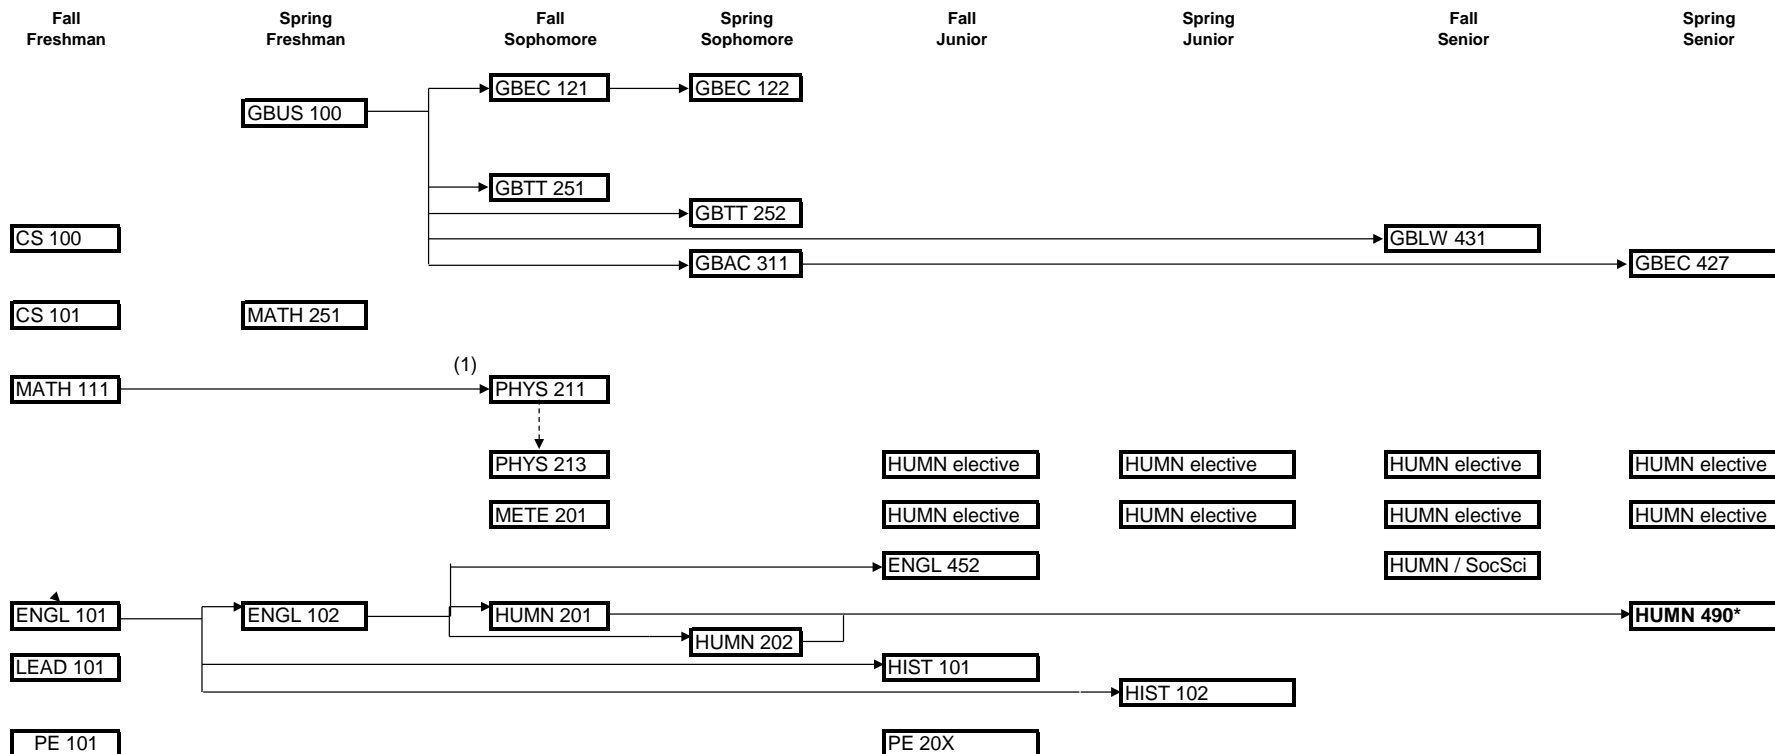 Fall
Freshman
Spring
Freshman
Fall
Sophomore
Spring
Sophomore
Fall
Junior
Spring
Junior
Fall
Senior
Spring
Senior
GBEC 121
GBEC 122
GBUS 100
GBTT 251
GBTT 252
CS 100
GBLW 431
GBAC 311
GBEC 427
CS 101
MATH 251
(1)
MATH 111
PHYS 211
PHYS 213
HUMN elective
HUMN elective
HUMN elective
HUMN elective
METE 201
HUMN elective
HUMN elective
HUMN elective
HUMN elective
ENGL 452
HUMN / SocSci
ENGL 101
ENGL 102
HUMN 201
HUMN 490*
HUMN 202
LEAD 101
HIST 101
HIST 102
PE 101
PE 20X